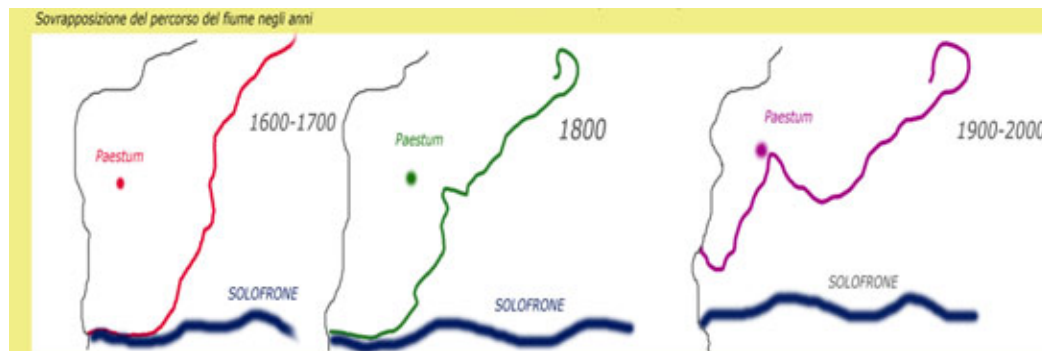 Sovrapposizione del percorso del fiume negli anni
1600-1700
Paestum
SOLOFRONE
1800
Paestum
SOLOFRONE
1900-2000
Paestum
SOLOFRONE